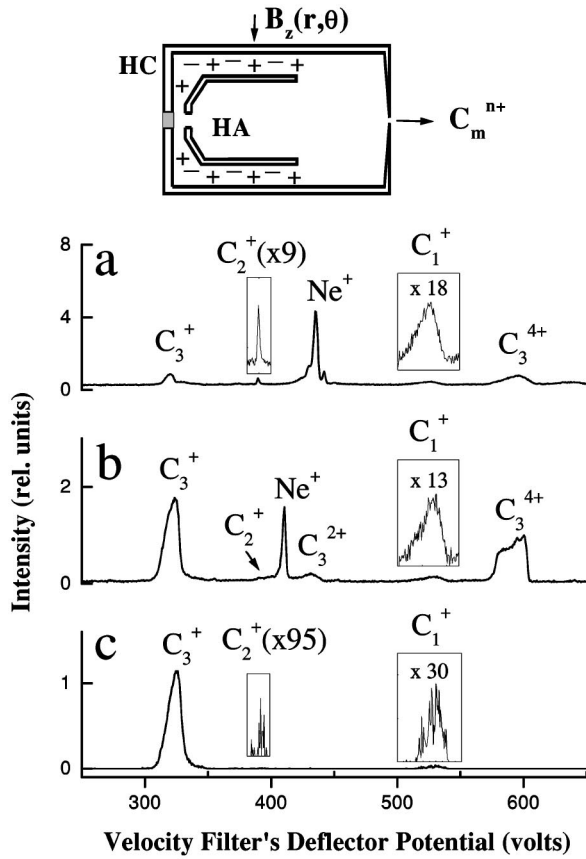 B_z(r,θ)
HC
− + − + − + − +
+
HA
C_m^{n+}
+
− + − + − + − +
a
8
4
0
C_3^+
C_2^+(x9)
Ne^+
C_1^+
x 18
C_3^{4+}
b
2
0
C_3^+
C_2^+
Ne^+
C_3^{2+}
C_1^+
x 13
C_3^{4+}
c
1
0
C_3^+
C_2^+(x95)
C_1^+
x 30
Intensity (rel. units)
300 400 500 600
Velocity Filter's Deflector Potential (volts)